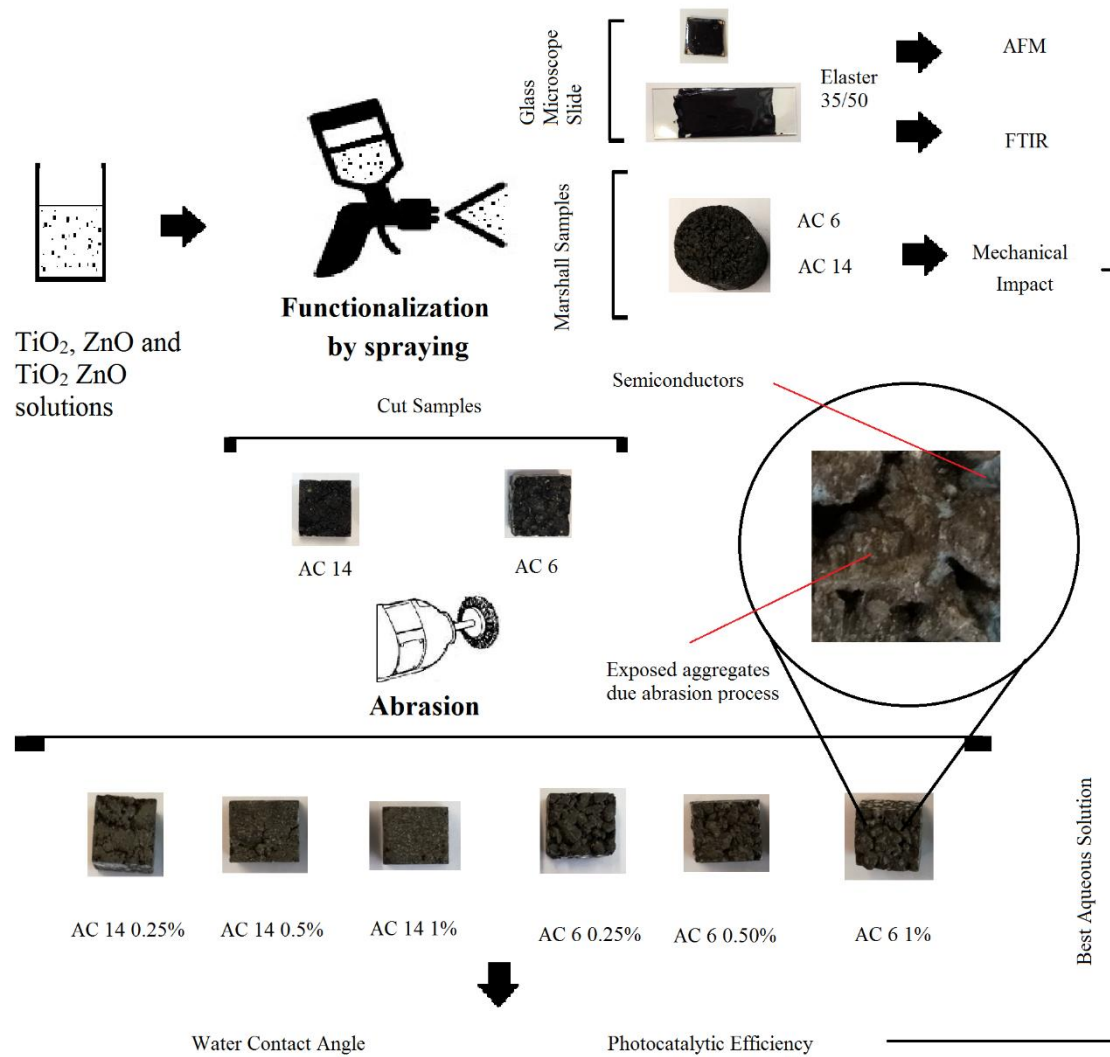 Glass
Microscope
Slide
Elaster
35/50
AFM
FTIR
Marshall Samples
AC 6
AC 14
Mechanical
Impact
TiO₂, ZnO and
TiO₂ ZnO
solutions
Functionalization
by spraying
Semiconductors
Cut Samples
AC 14
AC 6
Exposed aggregates
due abrasion process
Abrasion
AC 14 0.25%
AC 14 0.5%
AC 14 1%
AC 6 0.25%
AC 6 0.50%
AC 6 1%
Best Aqueous Solution
Water Contact Angle
Photocatalytic Efficiency